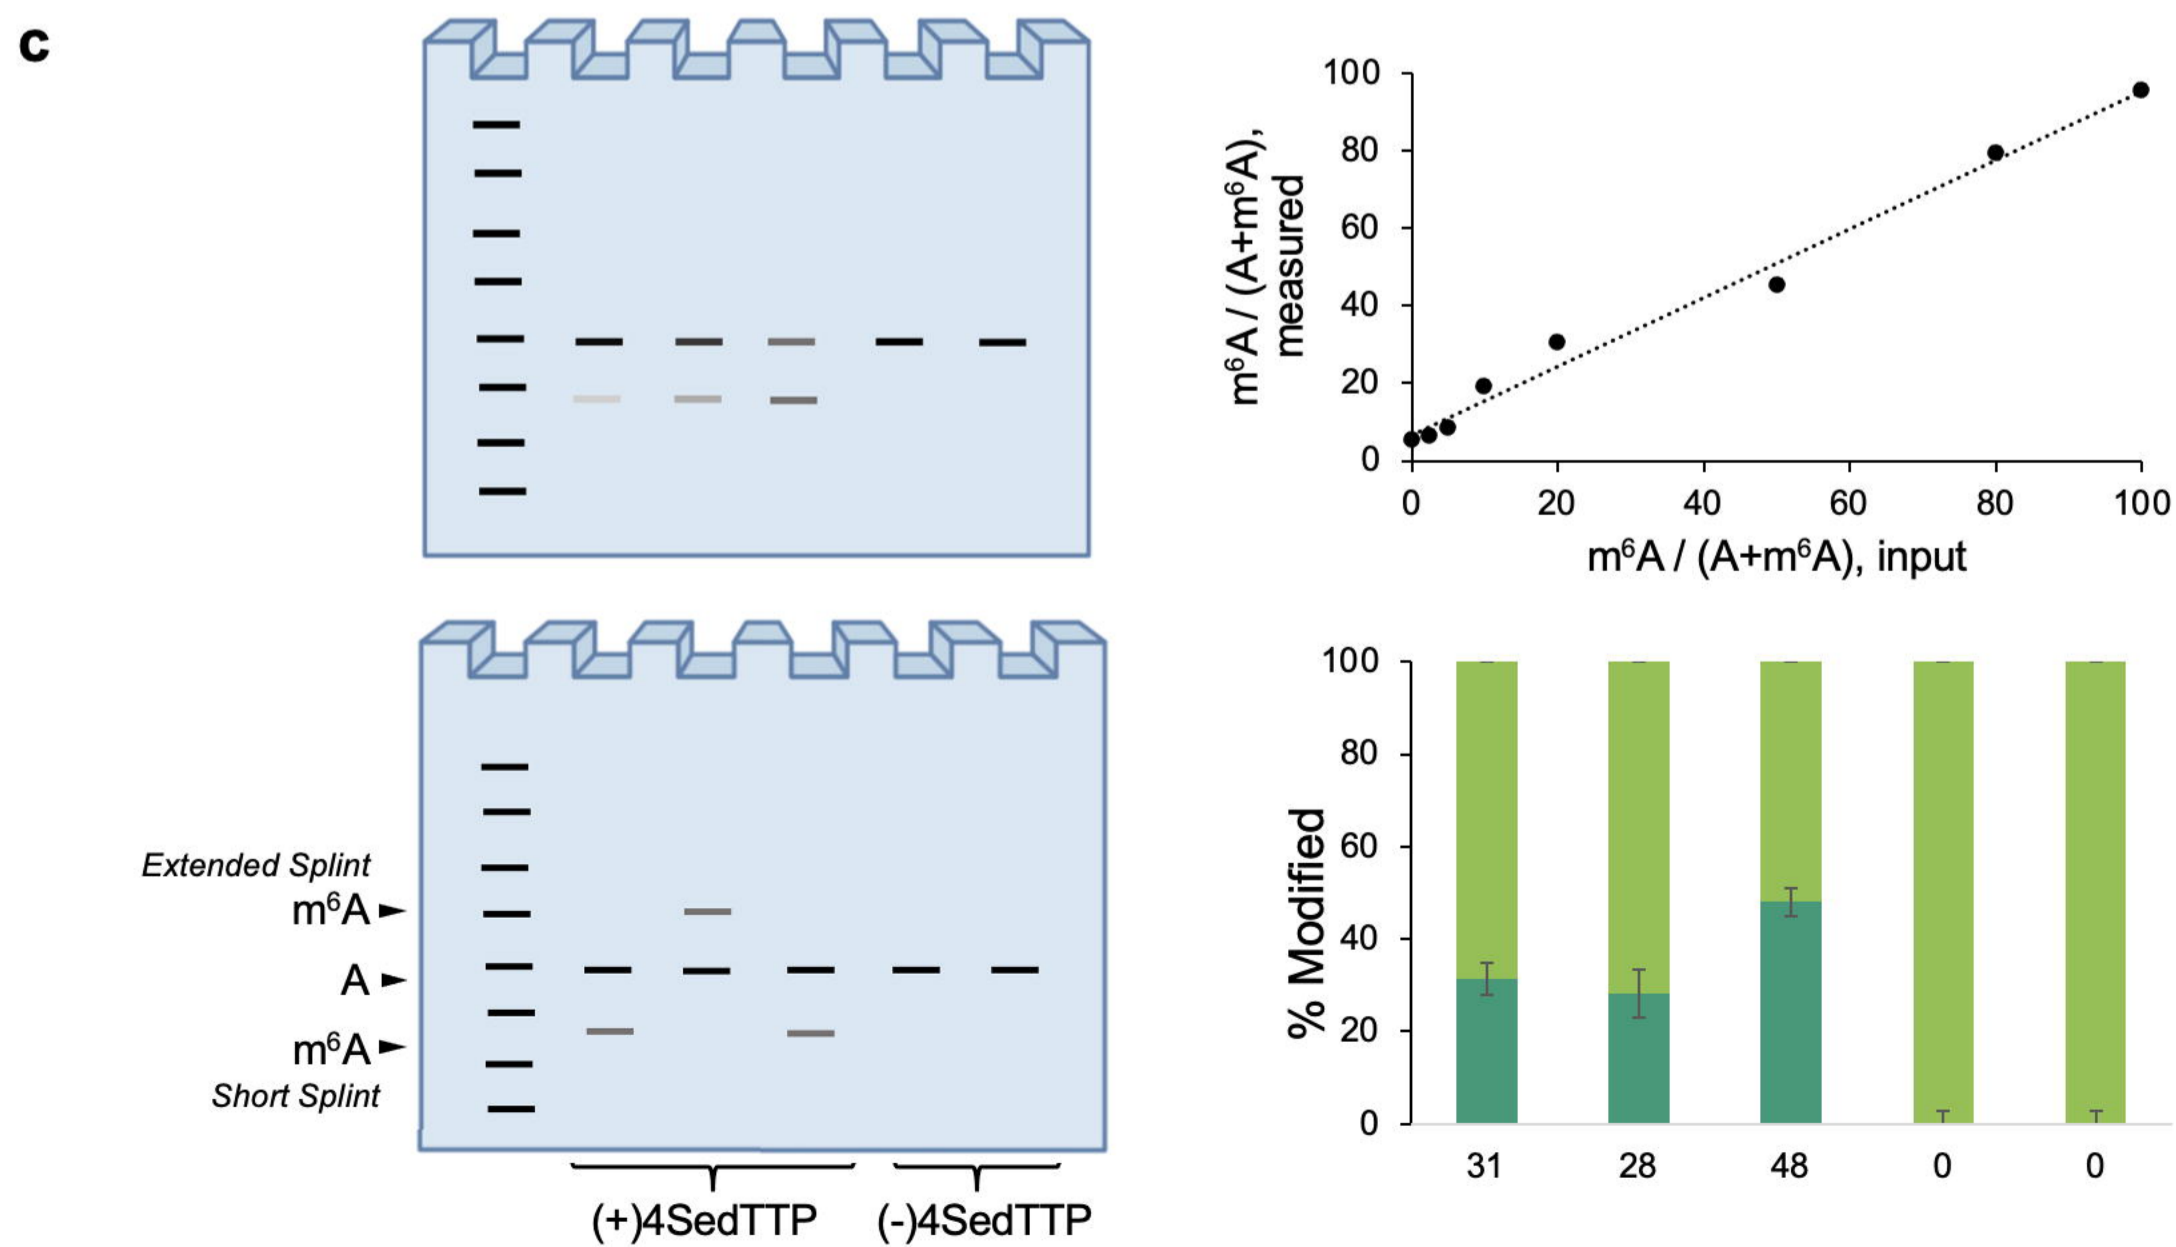 c
100
80
60
40
20
0
m⁶A / (A+m⁶A),
measured
0 20 40 60 80 100
m⁶A / (A+m⁶A), input
Extended Splint
m⁶A
A
m⁶A
Short Splint
(+)4SedTTP (-)4SedTTP
100
80
60
40
20
0
% Modified
31 28 48 0 0